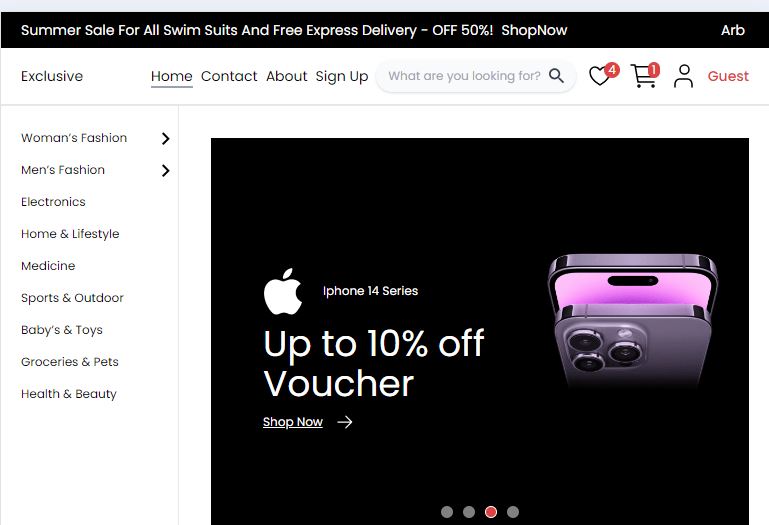 Summer Sale For All Swim Suits And Free Express Delivery - OFF 50%! ShopNow Arb
Exclusive Home Contact About Sign Up What are you looking for? 4 1 Guest
Woman's Fashion
Men's Fashion
Electronics
Home & Lifestyle
Medicine
Sports & Outdoor
Baby's & Toys
Groceries & Pets
Health & Beauty
Iphone 14 Series
Up to 10% off
Voucher
Shop Now